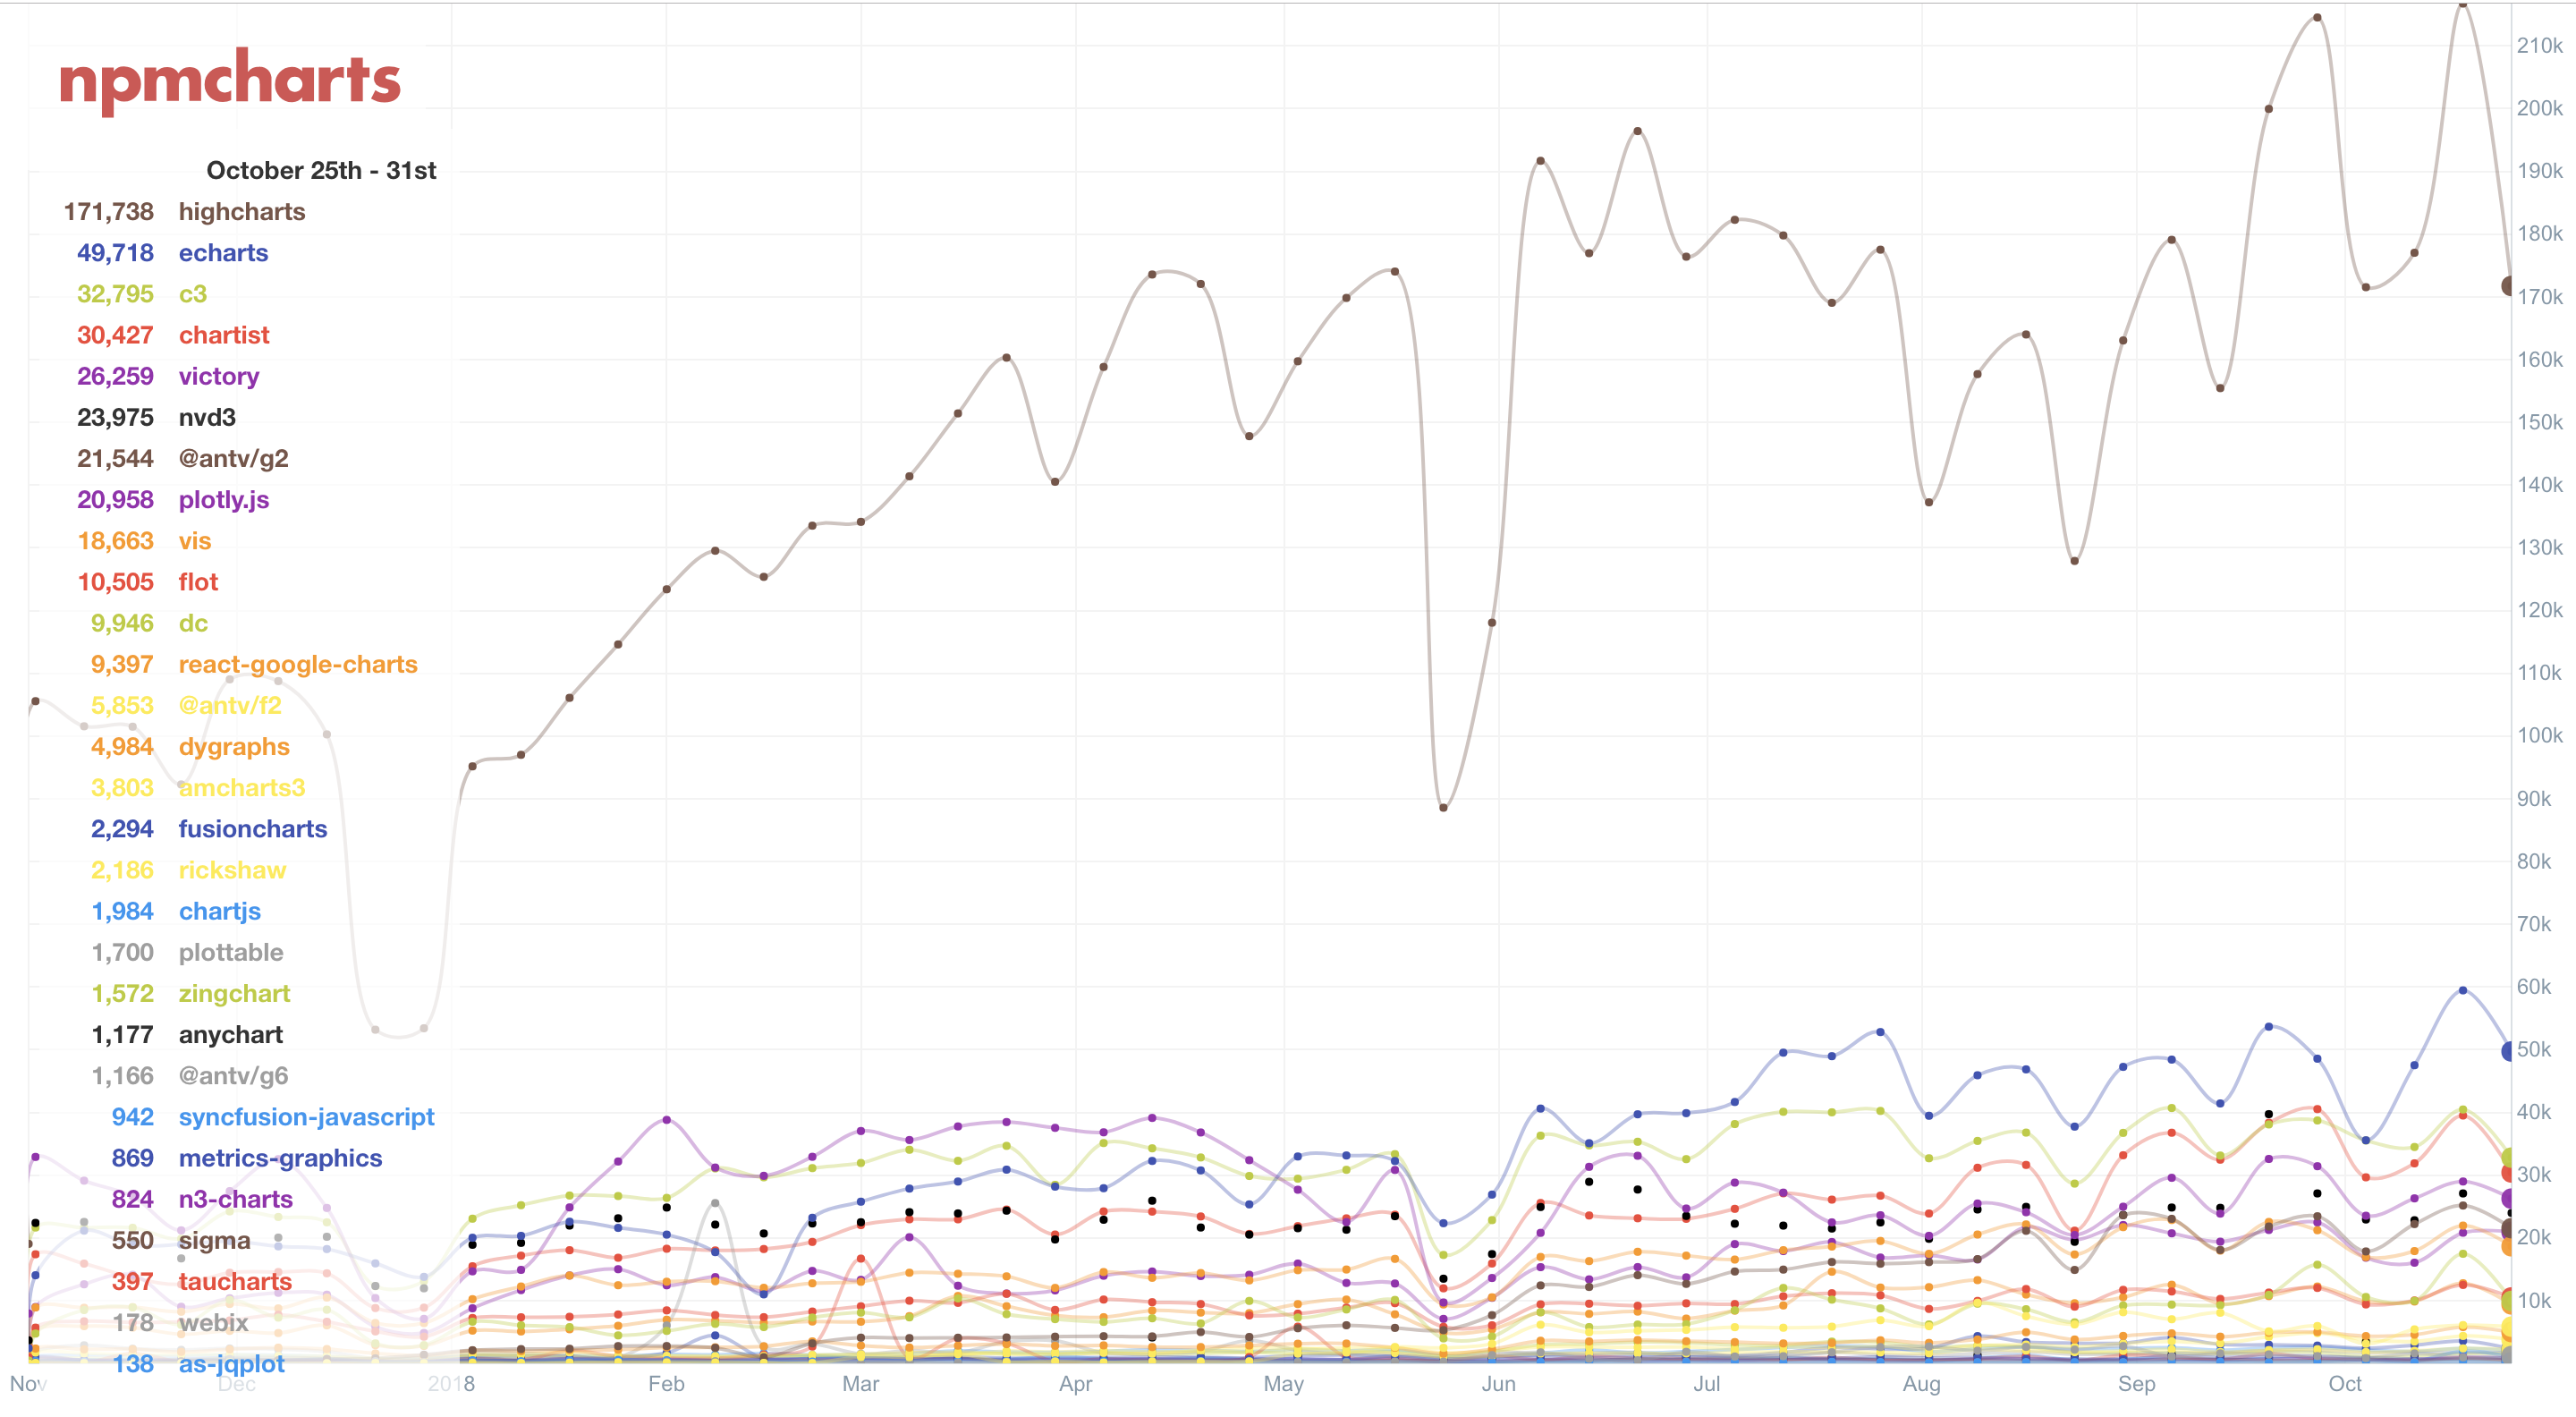 npmcharts
October 25th - 31st
171,738 highcharts
49,718 echarts
32,795 c3
30,427 chartist
26,259 victory
23,975 nvd3
21,544 @antv/g2
20,958 plotly.js
18,663 vis
10,505 flot
9,946 dc
9,397 react-google-charts
5,853 @antv/f2
4,984 dygraphs
3,803 amcharts3
2,294 fusioncharts
2,186 rickshaw
1,984 chartjs
1,700 plottable
1,572 zingchart
1,177 anychart
1,166 @antv/g6
942 syncfusion-javascript
869 metrics-graphics
824 n3-charts
550 sigma
397 taucharts
178 webix
138 as-jqplot
210k
200k
190k
180k
170k
160k
150k
140k
130k
120k
110k
100k
90k
80k
70k
60k
50k
40k
30k
20k
10k
Nov Dec 2018 Feb Mar Apr May Jun Jul Aug Sep Oct